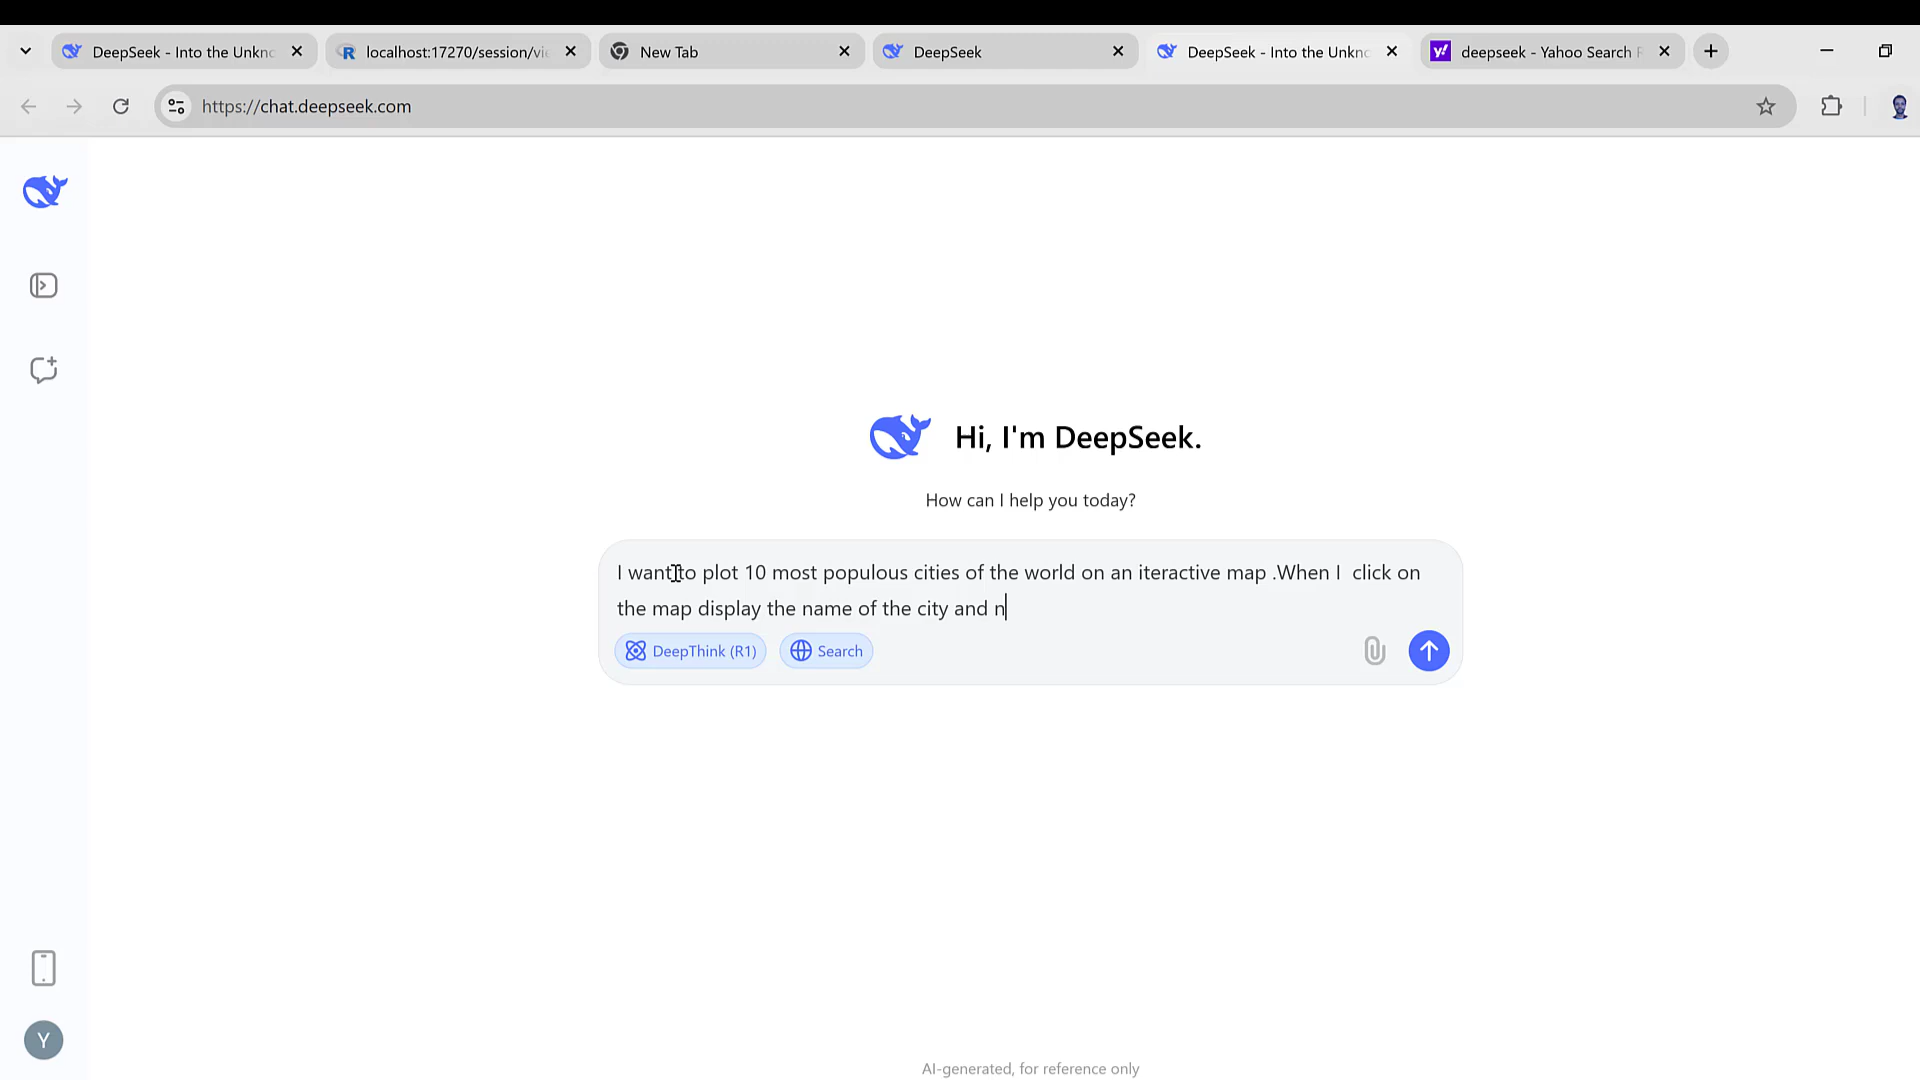 DeepSeek - Into the Unkno
localhost:17270/session/vi
New Tab
DeepSeek
DeepSeek - Into the Unkno
deepseek - Yahoo Search R
https://chat.deepseek.com
Hi, I'm DeepSeek.
How can I help you today?
I want to plot 10 most populous cities of the world on an iteractive map .When I  click on
the map display the name of the city and n
DeepThink (R1)
Search
Y
AI-generated, for reference only